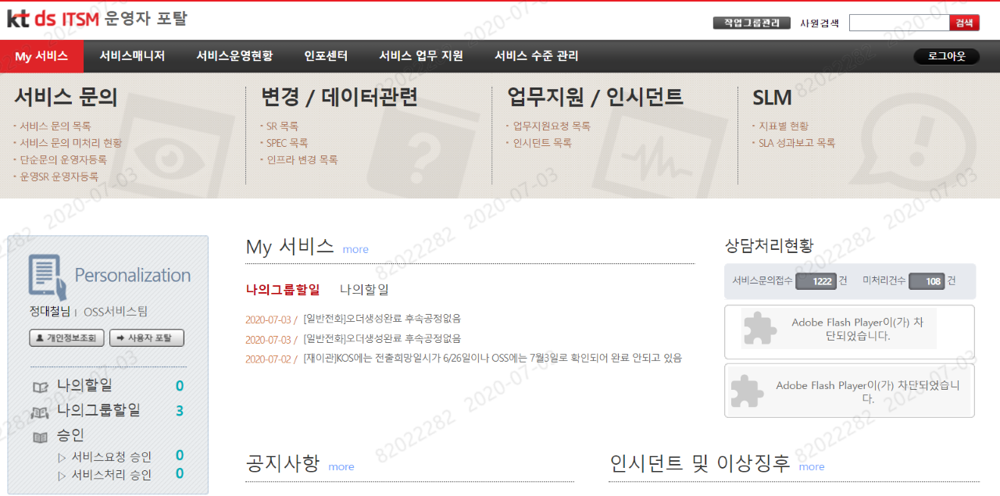 kt ds ITSM 운영자 포탈
작업그룹관리 사원검색 검색
My 서비스 서비스매니저 서비스운영현황 인포센터 서비스 업무 지원 서비스 수준 관리 로그아웃
서비스 문의
· 서비스 문의 목록
· 서비스 문의 미처리 현황
· 단순문의 운영자등록
· 운영SR 운영자등록
변경 / 데이터관련
· SR 목록
· SPEC 목록
· 인프라 변경 목록
업무지원 / 인시던트
· 업무지원요청 목록
· 인시던트 목록
SLM
· 지표별 현황
· SLA 성과보고 목록
Personalization
정대철님 | OSS서비스팀
개인정보조회 사용자 포탈
나의할일 0
나의그룹할일 3
승인
▷ 서비스요청 승인 0
▷ 서비스처리 승인 0
My 서비스 more
나의그룹할일 나의할일
2020-07-03 / [일반전화]오더생성완료 후속공정없음
2020-07-03 / [일반전화]오더생성완료 후속공정없음
2020-07-02 / [재이관]KOS에는 전출희망일시가 6/26일이나 OSS에는 7월3일로 확인되어 완료 안되고 있음
상담처리현황
서비스문의접수 1222 건 미처리건수 108 건
Adobe Flash Player이(가) 차
단되었습니다.
Adobe Flash Player이(가) 차단되었습니
다.
공지사항 more
인시던트 및 이상징후 more
82022282 2020-07-03